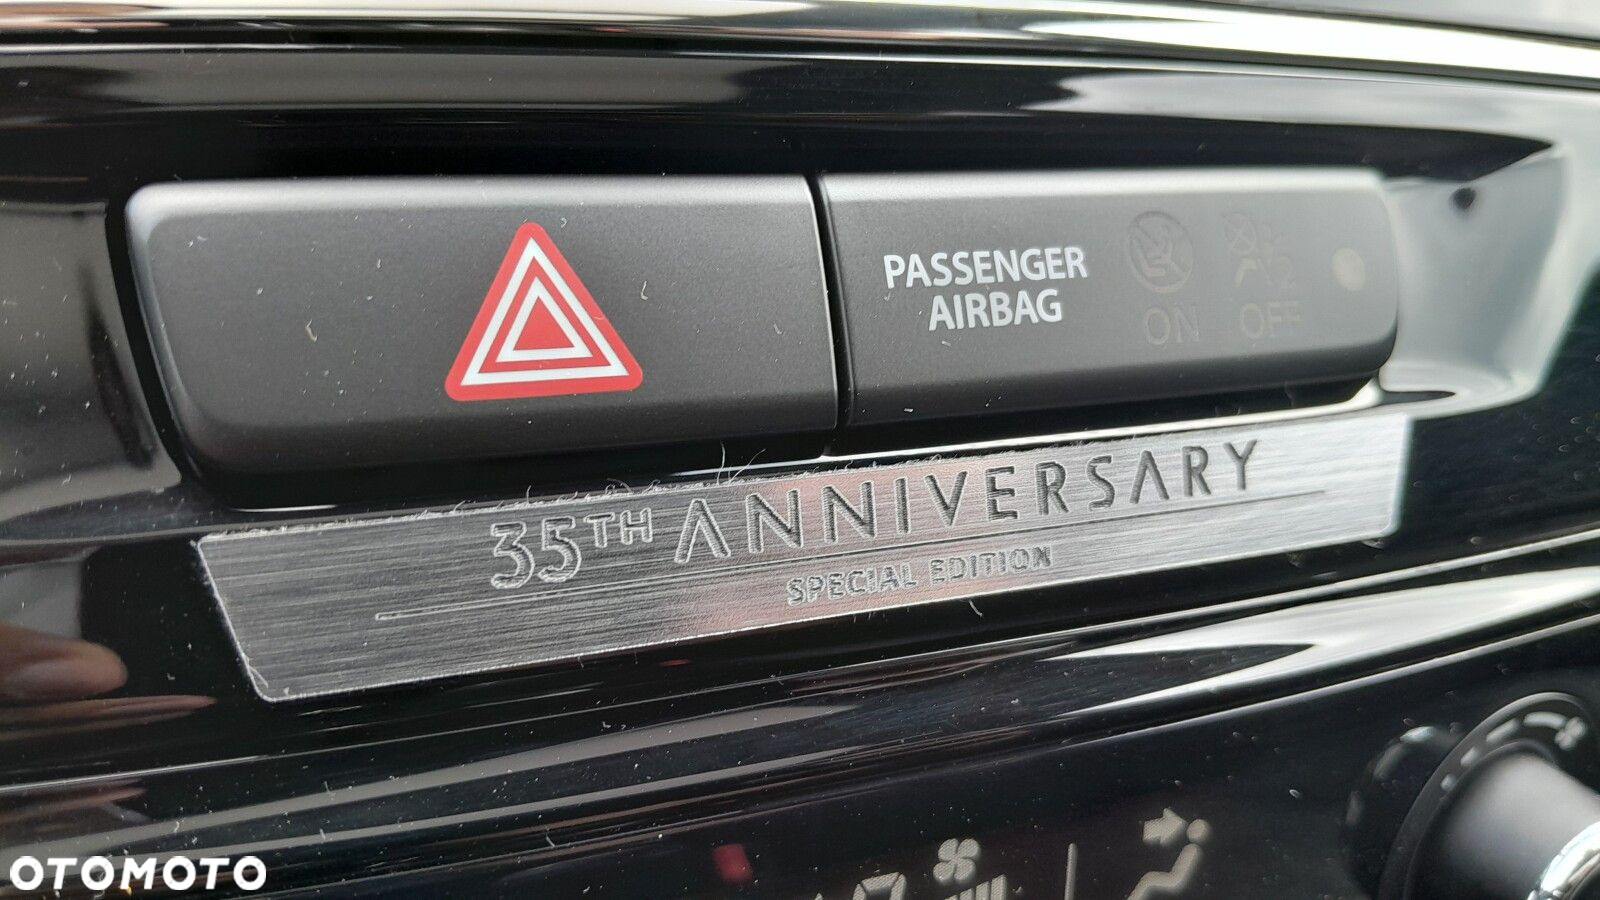 PASSENGER
AIRBAG
ON OFF
35TH ANNIVERSARY
SPECIAL EDITION
OTOMOTO